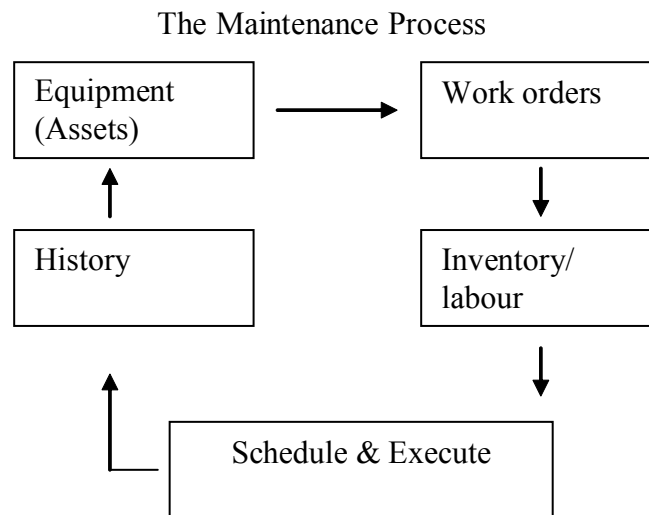 The Maintenance Process
Equipment
(Assets)
Work orders
History
Inventory/
labour
Schedule & Execute